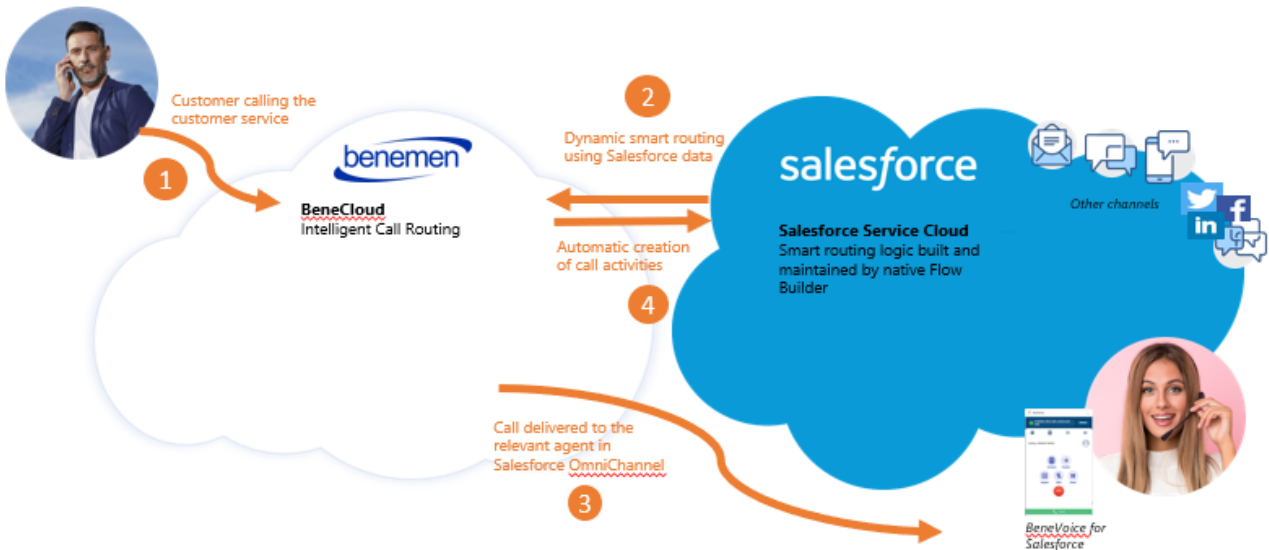 Customer calling the
customer service
1
benemen
BeneCloud
Intelligent Call Routing
2
Dynamic smart routing
using Salesforce data
Automatic creation
of call activities
4
salesforce
Salesforce Service Cloud
Smart routing logic built and
maintained by native Flow
Builder
Other channels
f
in
Call delivered to the
relevant agent in
Salesforce OmniChannel
3
BeneVoice for
Salesforce